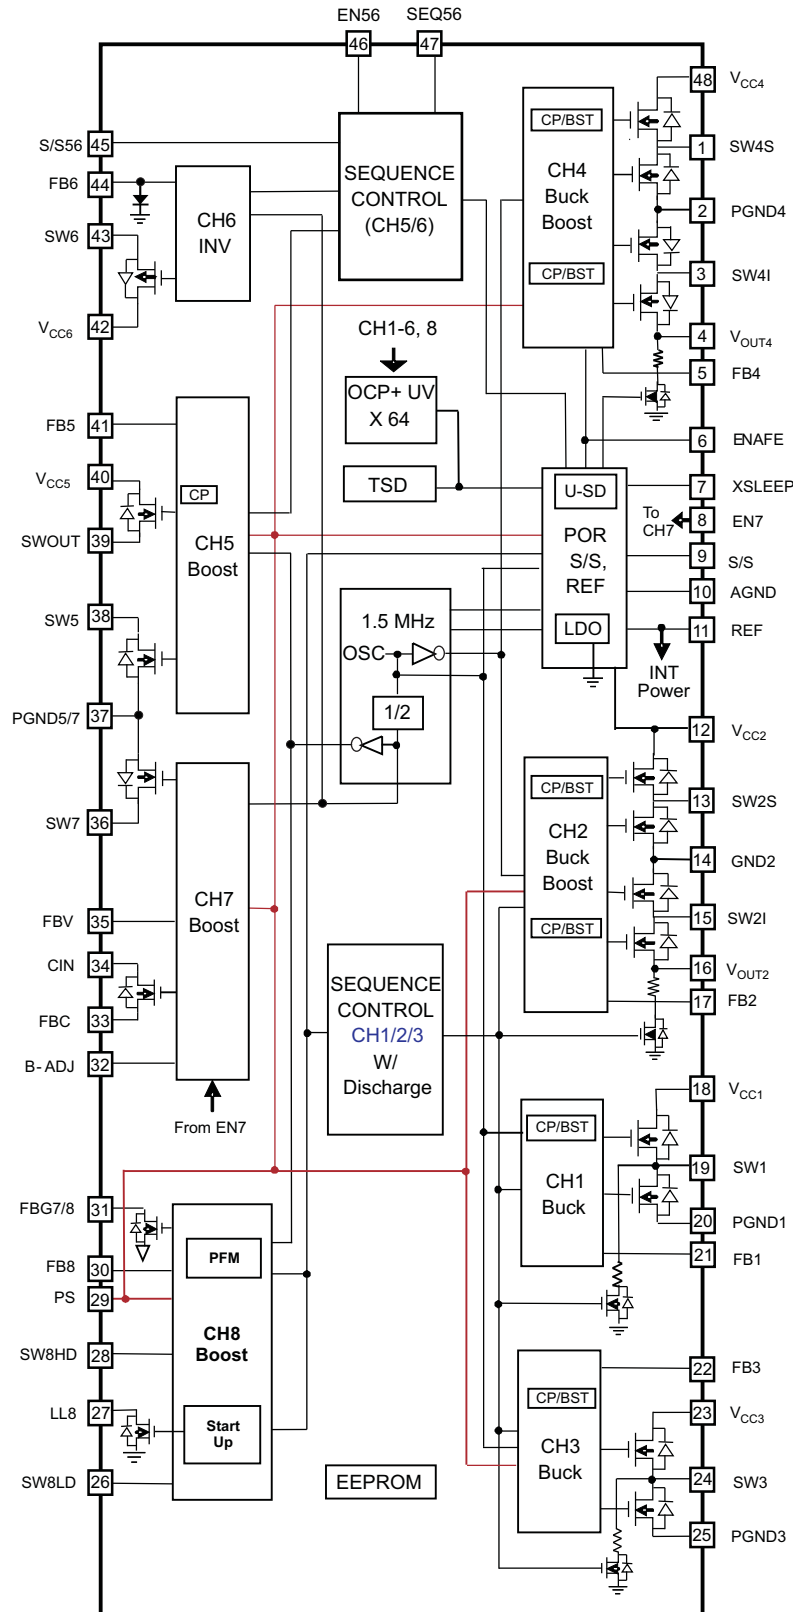 EN56 SEQ56
46 47
S/S56 45
FB6 44
SW6 43
VCC6 42
CH6
INV
SEQUENCE
CONTROL
(CH5/6)
CP/BST
CH4
Buck
Boost
CP/BST
48 VCC4
1 SW4S
2 PGND4
3 SW4I
4 VOUT4
5 FB4
6 ENAFE
7 XSLEEP
8 EN7
9 S/S
10 AGND
11 REF
CH1-6, 8
OCP+ UV
X 64
TSD
U-SD
POR
S/S,
REF
LDO
To
CH7
INT
Power
FB5 41
VCC5 40
SWOUT 39
SW5 38
PGND5/7 37
SW7 36
FBV 35
CIN 34
FBC 33
B-ADJ 32
CP
CH5
Boost
1.5 MHz
OSC
1/2
CH7
Boost
From EN7
12 VCC2
13 SW2S
14 GND2
15 SW2I
16 VOUT2
17 FB2
CP/BST
CH2
Buck
Boost
CP/BST
SEQUENCE
CONTROL
CH1/2/3
W/
Discharge
18 VCC1
19 SW1
20 PGND1
21 FB1
CP/BST
CH1
Buck
FBG7/8 31
FB8 30
PS 29
SW8HD 28
LL8 27
SW8LD 26
PFM
CH8
Boost
Start
Up
EEPROM
22 FB3
23 VCC3
24 SW3
25 PGND3
CP/BST
CH3
Buck